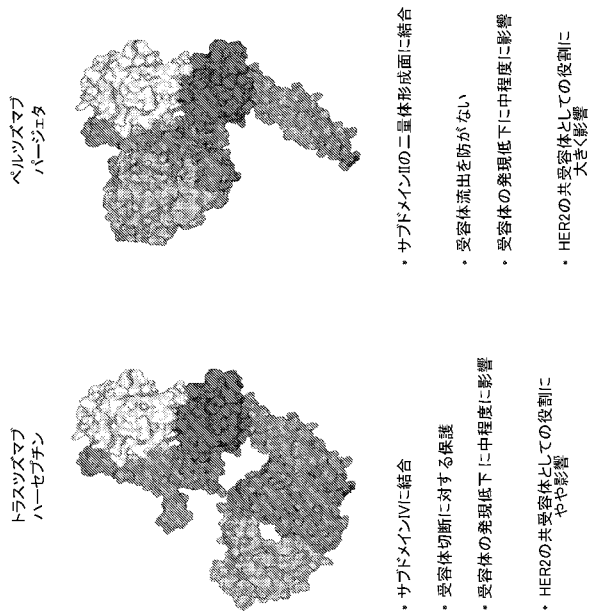 トラスツズマブ
ハーセプチン
• サブドメインIVに結合
• 受容体切断に対する保護
• 受容体の発現低下に中程度に影響
• HER2の共受容体としての役割に
やや影響
ペルツズマブ
パージェタ
• サブドメインIIの二量体形成面に結合
• 受容体流出を防がない
• 受容体の発現低下に中程度に影響
• HER2の共受容体としての役割に
大きく影響